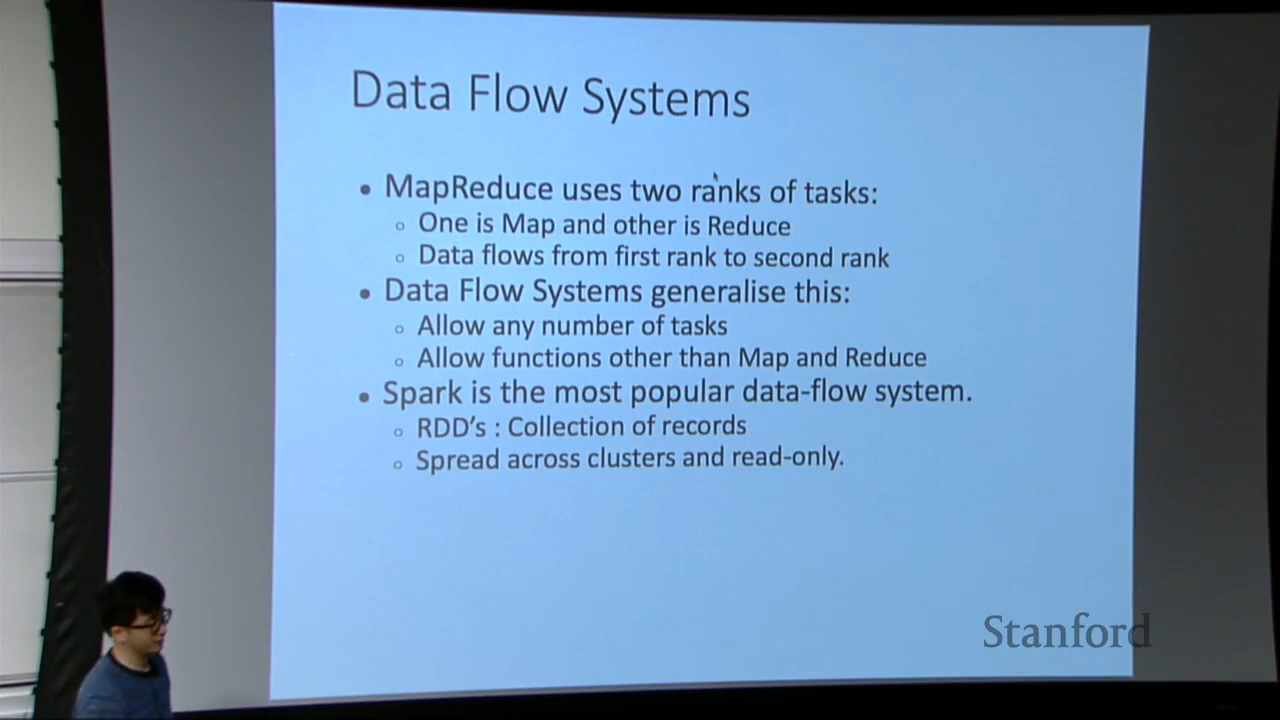 Data Flow Systems
• MapReduce uses two ranks of tasks:
◦ One is Map and other is Reduce
◦ Data flows from first rank to second rank
• Data Flow Systems generalise this:
◦ Allow any number of tasks
◦ Allow functions other than Map and Reduce
• Spark is the most popular data-flow system.
◦ RDD's : Collection of records
◦ Spread across clusters and read-only.
Stanford